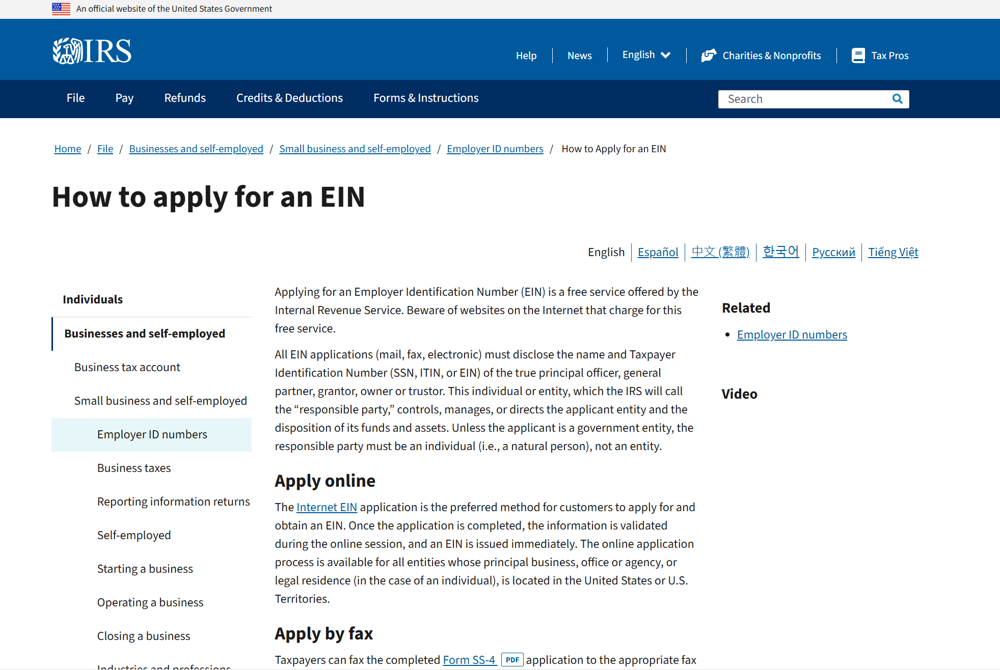 An official website of the United States Government
IRS
Help
News
English
Charities & Nonprofits
Tax Pros
File
Pay
Refunds
Credits & Deductions
Forms & Instructions
Search
Home / File / Businesses and self-employed / Small business and self-employed / Employer ID numbers / How to Apply for an EIN
How to apply for an EIN
English
Español
中文 (繁體)
한국어
Русский
Tiếng Việt
Individuals
Businesses and self-employed
Business tax account
Small business and self-employed
Employer ID numbers
Business taxes
Reporting information returns
Self-employed
Starting a business
Operating a business
Closing a business
Industries and professions
Applying for an Employer Identification Number (EIN) is a free service offered by the
Internal Revenue Service. Beware of websites on the Internet that charge for this
free service.
All EIN applications (mail, fax, electronic) must disclose the name and Taxpayer
Identification Number (SSN, ITIN, or EIN) of the true principal officer, general
partner, grantor, owner or trustor. This individual or entity, which the IRS will call
the “responsible party,” controls, manages, or directs the applicant entity and the
disposition of its funds and assets. Unless the applicant is a government entity, the
responsible party must be an individual (i.e., a natural person), not an entity.
Apply online
The Internet EIN application is the preferred method for customers to apply for and
obtain an EIN. Once the application is completed, the information is validated
during the online session, and an EIN is issued immediately. The online application
process is available for all entities whose principal business, office or agency, or
legal residence (in the case of an individual), is located in the United States or U.S.
Territories.
Apply by fax
Taxpayers can fax the completed Form SS-4 PDF application to the appropriate fax
Related
Employer ID numbers
Video